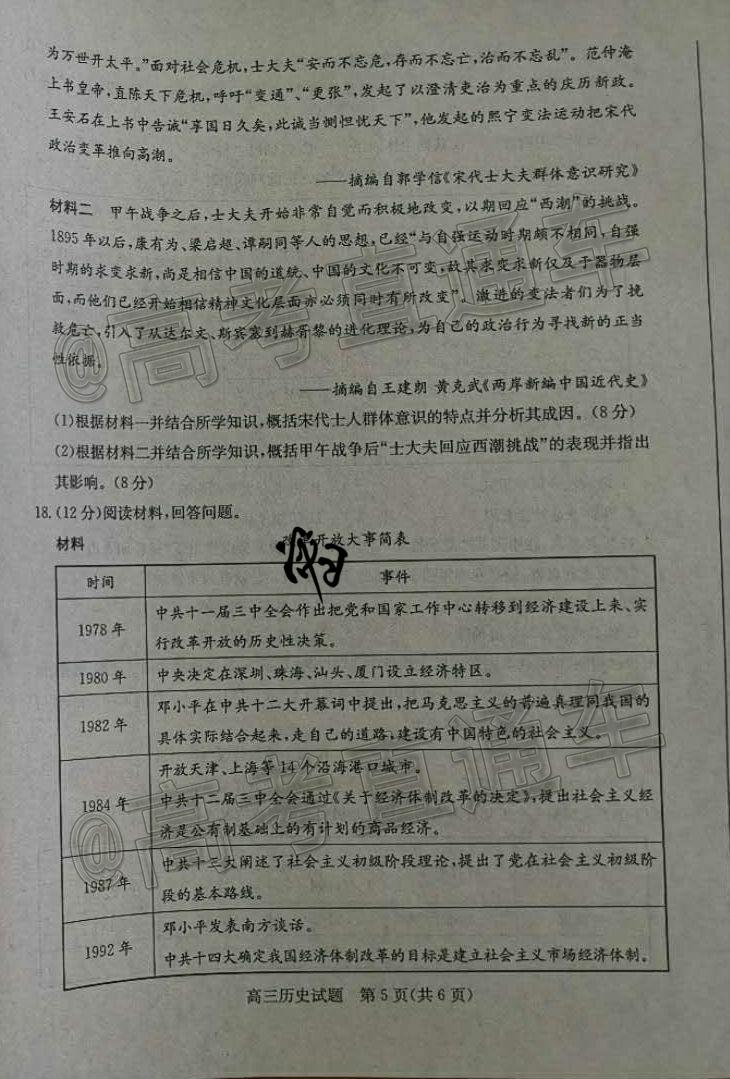 为万世开太平。”面对社会危机,士大夫“安而不忘危,存而不忘亡,治而不忘乱”。范仲淹
上书皇帝,直陈天下危机,呼吁“变通”、“更张”,发起了以澄清吏治为重点的庆历新政。
王安石在上书中告诫“享国日久矣,此诚当恻怛忧天下”,他发起的熙宁变法运动把宋代
政治变革推向高潮。
——摘编自郭学信《宋代士大夫群体意识研究》
材料二 甲午战争之后,士大夫开始非常自觉而积极地改变,以期回应“西潮”的挑战。
1895年以后,康有为、梁启超、谭嗣同等人的思想,已经“与自强运动时期颇不相同,自强
时期的求变求新,尚是相信中国的道统、中国的文化不可变,故其求变求新仅及于器物层
面,而他们已经开始相信精神文化层面亦必须同时有所改变”。激进的变法者们为了挽
救危亡,引入了从达尔文、斯宾塞到赫胥黎的进化理论,为自己的政治行为寻找新的正当
性依据。
——摘编自王建朗 黄克武《两岸新编中国近代史》
(1)根据材料一并结合所学知识,概括宋代士人群体意识的特点并分析其成因。(8分)
(2)根据材料二并结合所学知识,概括甲午战争后“士大夫回应西潮挑战”的表现并指出
其影响。(8分)
18.(12分)阅读材料,回答问题。
材料 改革开放大事简表
时间 事件
1978年 中共十一届三中全会作出把党和国家工作中心转移到经济建设上来、实
行改革开放的历史性决策。
1980年 中央决定在深圳、珠海、汕头、厦门设立经济特区。
1982年 邓小平在中共十二大开幕词中提出,把马克思主义的普遍真理同我国的
具体实际结合起来,走自己的道路,建设有中国特色的社会主义。
1984年 开放天津、上海等14个沿海港口城市。
中共十二届三中全会通过《关于经济体制改革的决定》,提出社会主义经
济是公有制基础上的有计划的商品经济。
1987年 中共十三大阐述了社会主义初级阶段理论,提出了党在社会主义初级阶
段的基本路线。
1992年 邓小平发表南方谈话。
中共十四大确定我国经济体制改革的目标是建立社会主义市场经济体制。
高三历史试题 第5页(共6页)
@高考直通车
@高考直通车